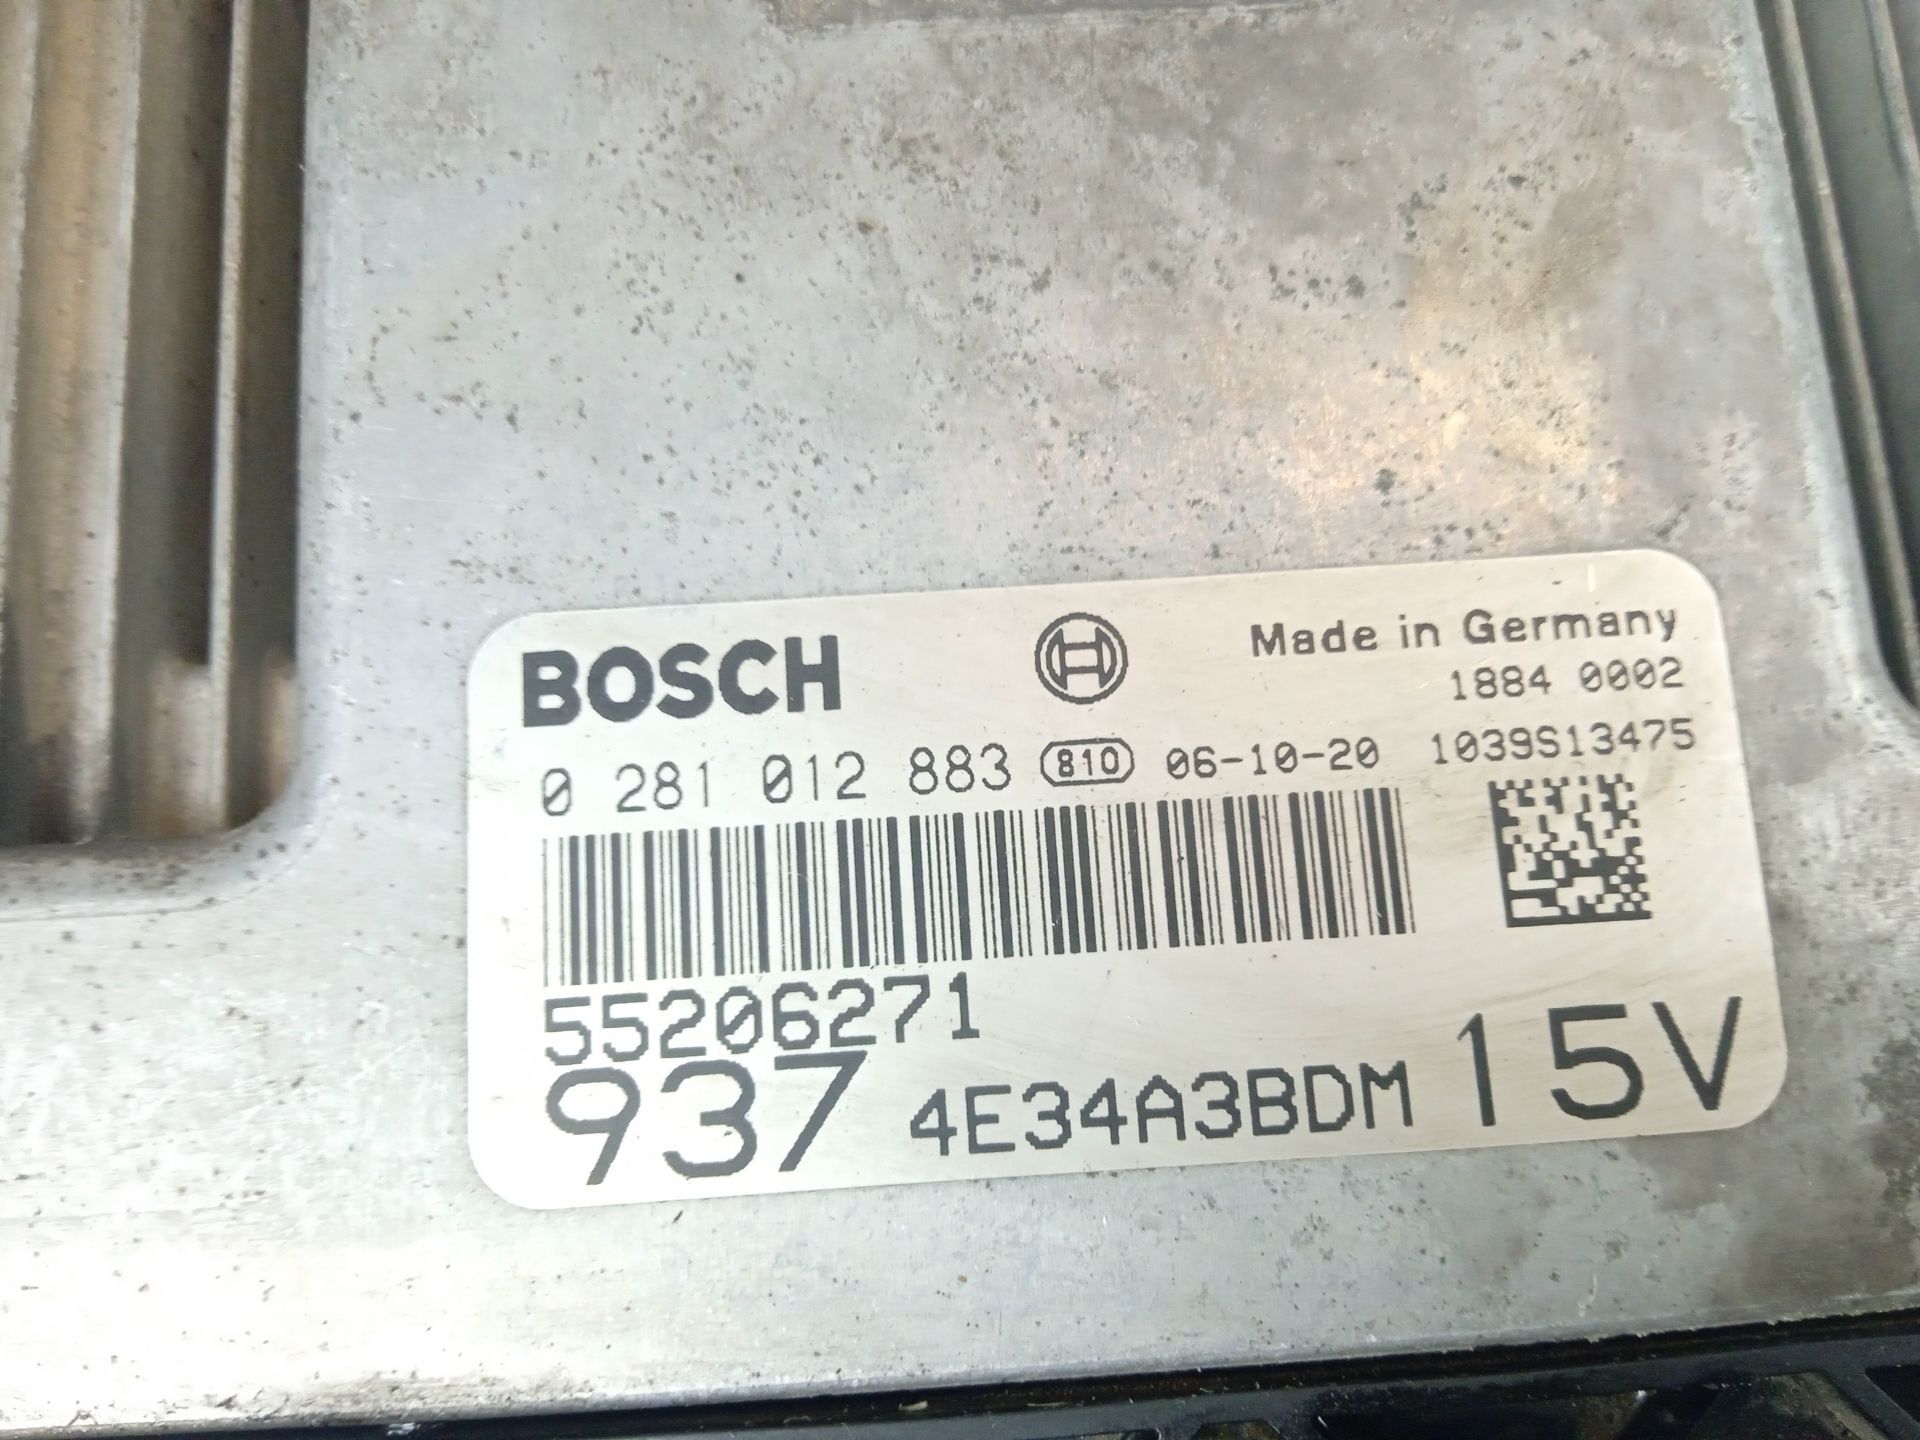 BOSCH Made in Germany
1884 0002
0 281 012 883 810 06-10-20 1039S13475
55206271
937 4E34A3BDM 15V